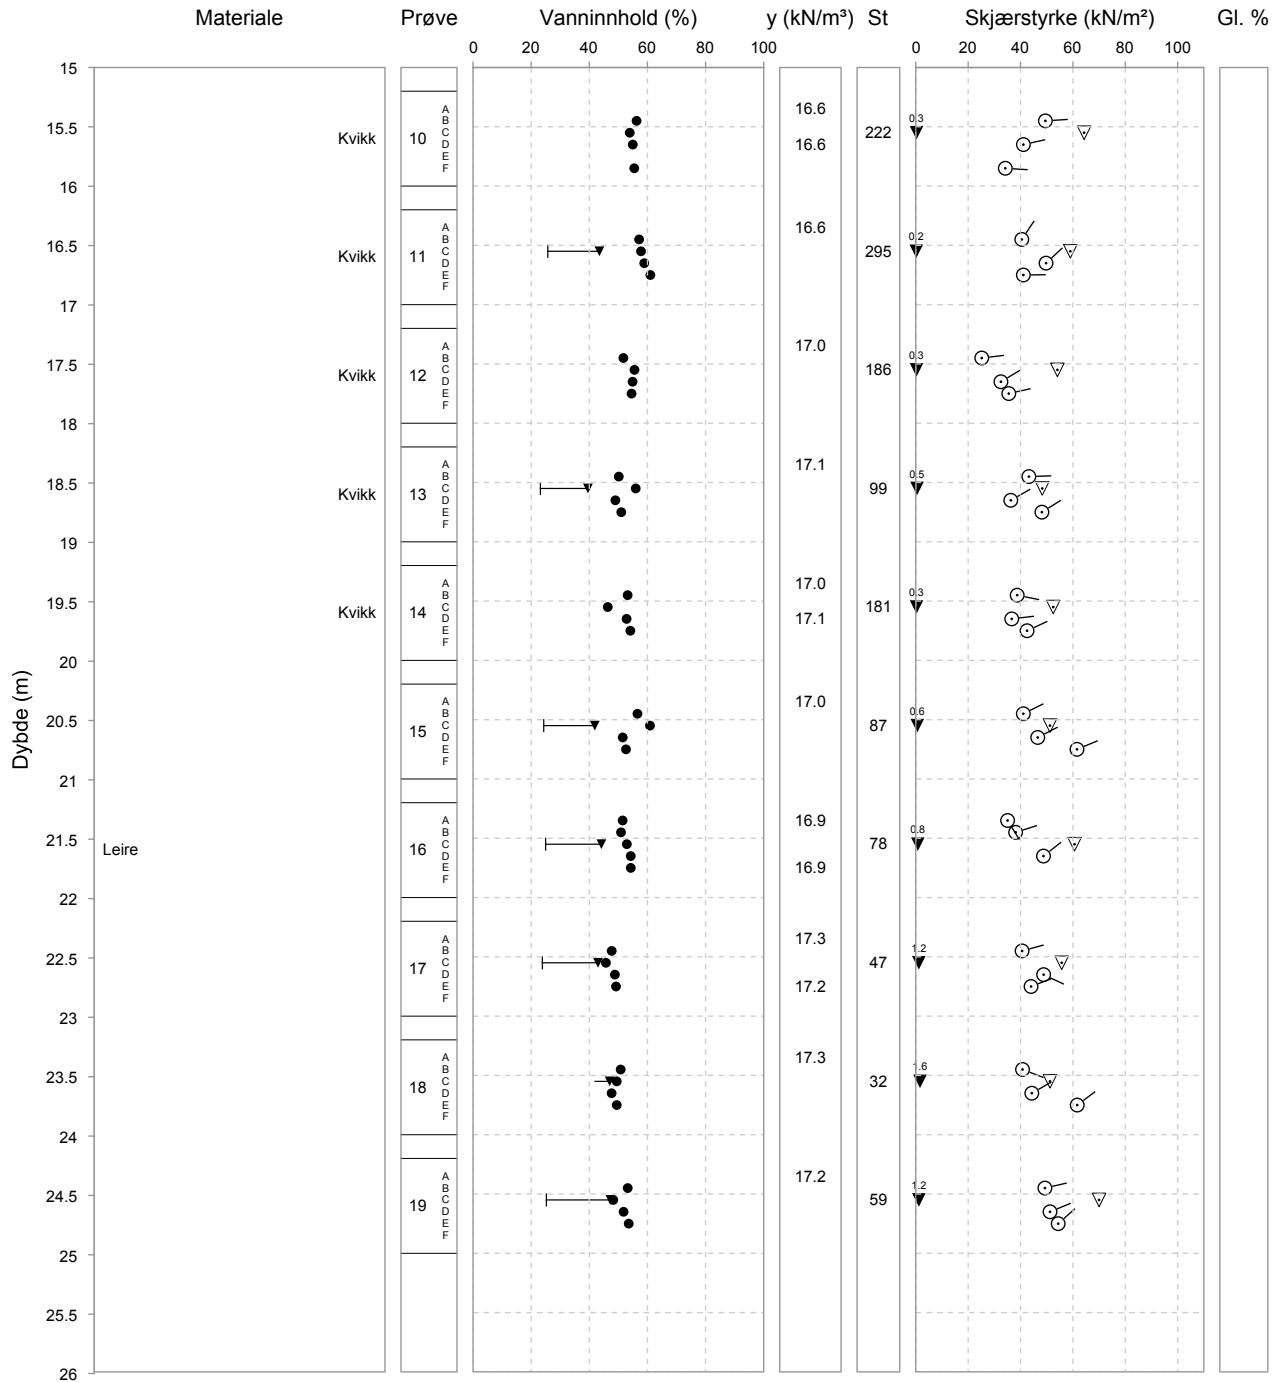 Materiale Prøve Vanninnhold (%) y (kN/m³) St Skjærstyrke (kN/m²) Gl. %
0 20 40 60 80 100 0 20 40 60 80 100
Dybde (m)
15
A 16.6
B
15.5 Kvikk 10 C 222 0.3
D 16.6
E
F
16
A 16.6
B
16.5 Kvikk 11 C 295 0.2
D
E
F
17
A 17.0
B
17.5 Kvikk 12 C 186 0.3
D
E
F
18
A 17.1
B
18.5 Kvikk 13 C 99 0.5
D
E
F
19
A 17.0
B
19.5 Kvikk 14 C 181 0.3
D 17.1
E
F
20
A 17.0
B
20.5 15 C 87 0.6
D
E
F
21
A 16.9
B
21.5 Leire 16 C 78 0.8
D
E 16.9
F
22
A 17.3
B
22.5 17 C 47 1.2
D
E 17.2
F
23
A 17.3
B
23.5 18 C 32 1.6
D
E
F
24
A 17.2
B
24.5 19 C 59 1.2
D
E
F
25
25.5
26